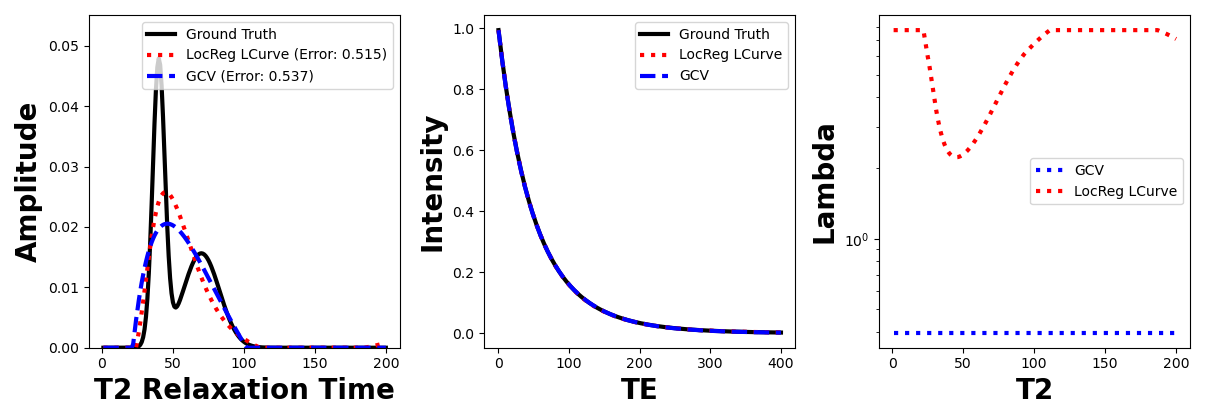 Amplitude
0.05
0.04
0.03
0.02
0.01
0.00
Ground Truth
LocReg LCurve (Error: 0.515)
GCV (Error: 0.537)
0 50 100 150 200
T2 Relaxation Time
Intensity
1.0
0.8
0.6
0.4
0.2
0.0
Ground Truth
LocReg LCurve
GCV
0 100 200 300 400
TE
Lambda
10⁰
GCV
LocReg LCurve
0 50 100 150 200
T2